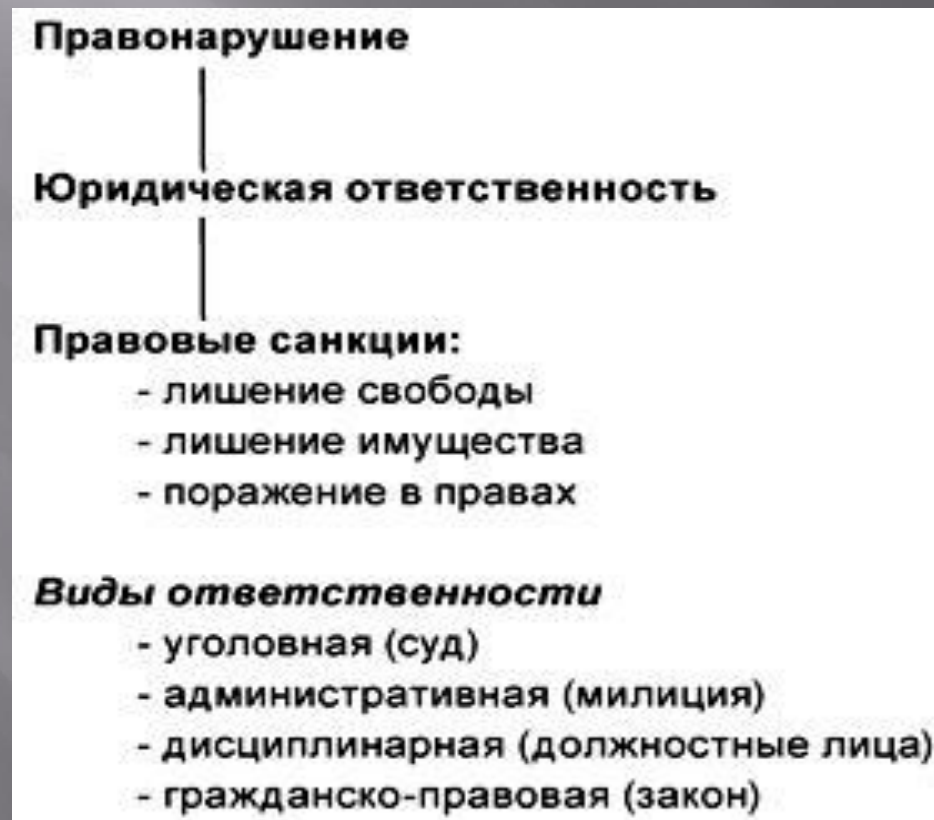 Правонарушение
Юридическая ответственность
Правовые санкции:
- лишение свободы
- лишение имущества
- поражение в правах
Виды ответственности
- уголовная (суд)
- административная (милиция)
- дисциплинарная (должностные лица)
- гражданско-правовая (закон)